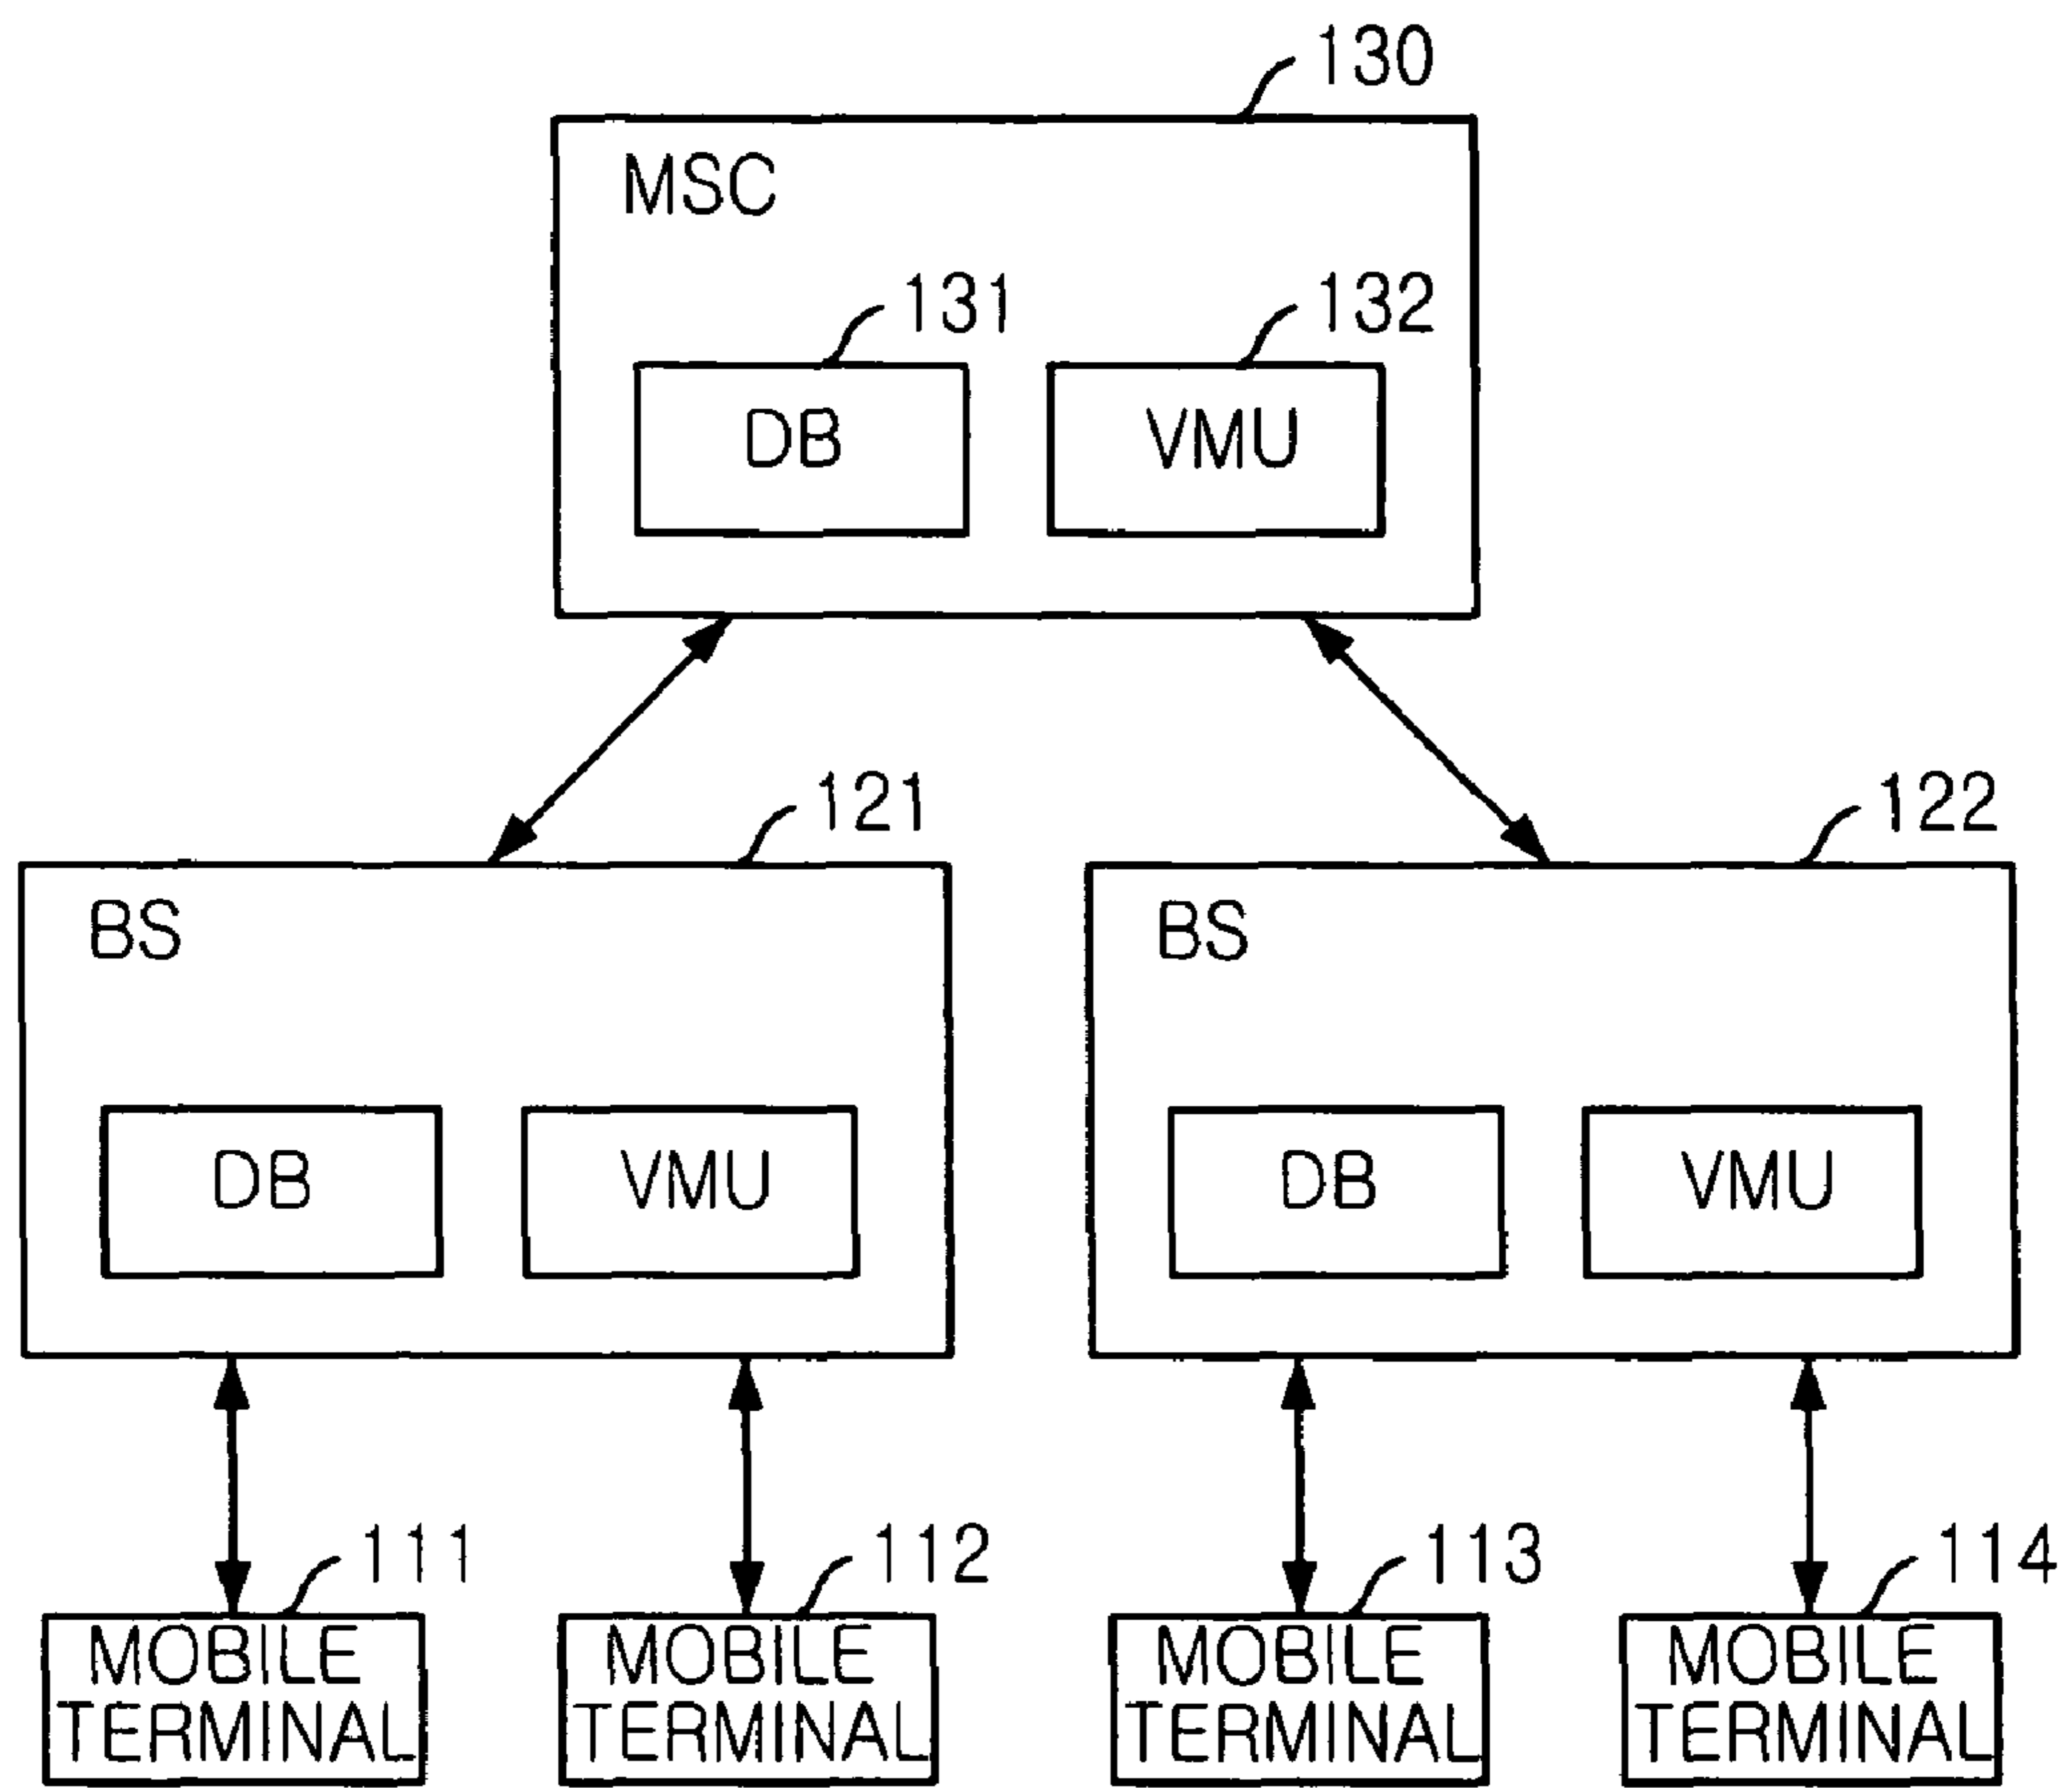 130
MSC
131 132
DB VMU
121 122
BS BS
DB VMU DB VMU
111 112 113 114
MOBILE MOBILE MOBILE MOBILE
TERMINAL TERMINAL TERMINAL TERMINAL